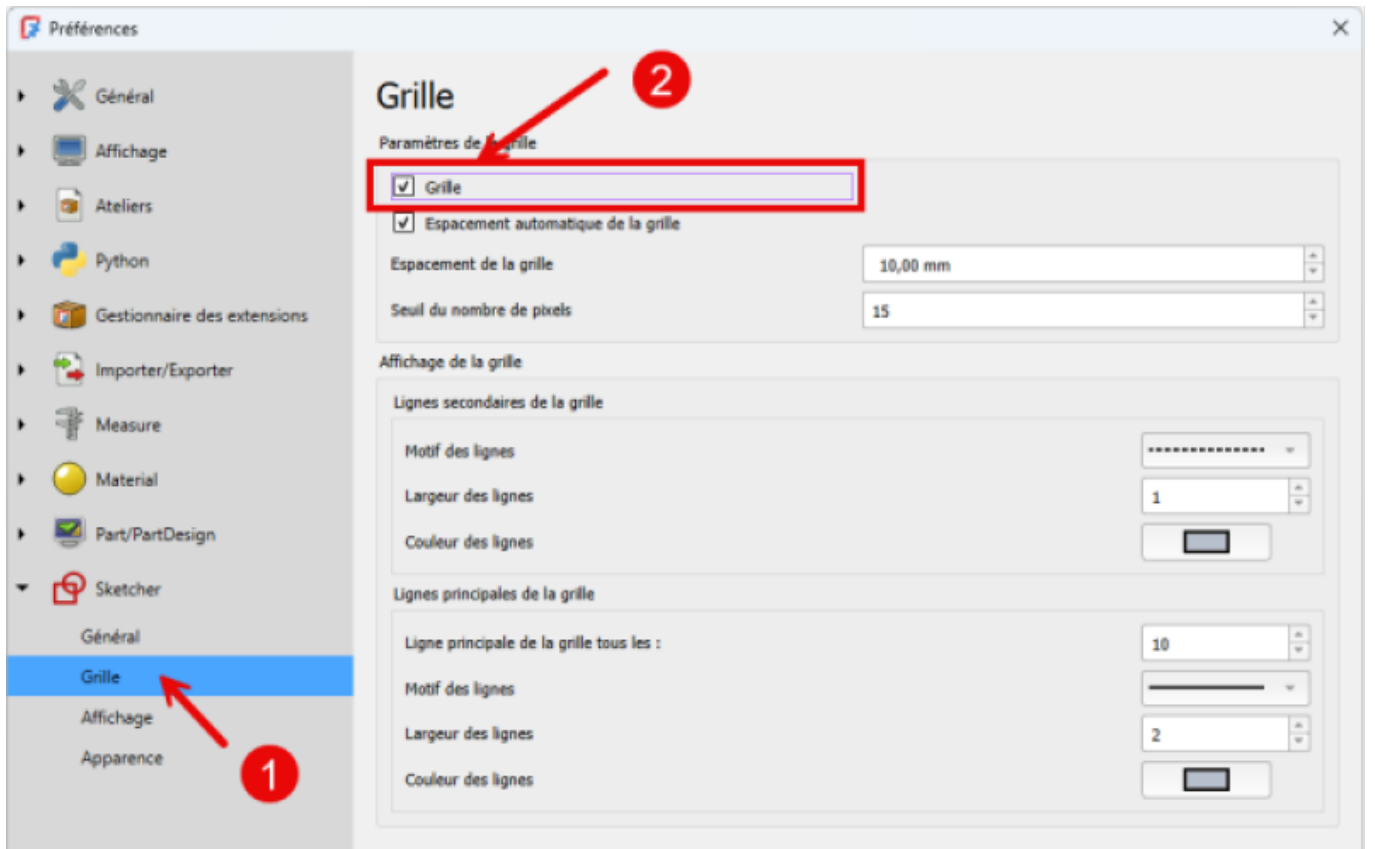 Préférences
Général
Affichage
Ateliers
Python
Gestionnaire des extensions
Importer/Exporter
Measure
Material
Part/PartDesign
Sketcher
Général
Grille
Affichage
Apparence
1
2
Grille
Paramètres de la grille
Grille
Espacement automatique de la grille
Espacement de la grille 10,00 mm
Seuil du nombre de pixels 15
Affichage de la grille
Lignes secondaires de la grille
Motif des lignes
Largeur des lignes 1
Couleur des lignes
Lignes principales de la grille
Ligne principale de la grille tous les : 10
Motif des lignes
Largeur des lignes 2
Couleur des lignes